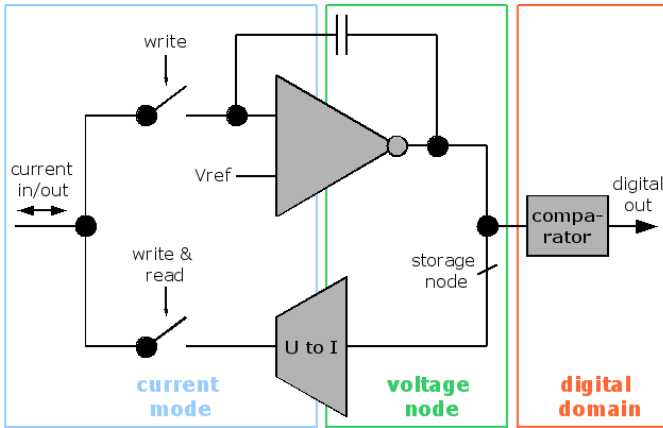 write
current
in/out
Vref
write &
read
U to I
storage
node
compa-
rator
digital
out
current
mode
voltage
node
digital
domain